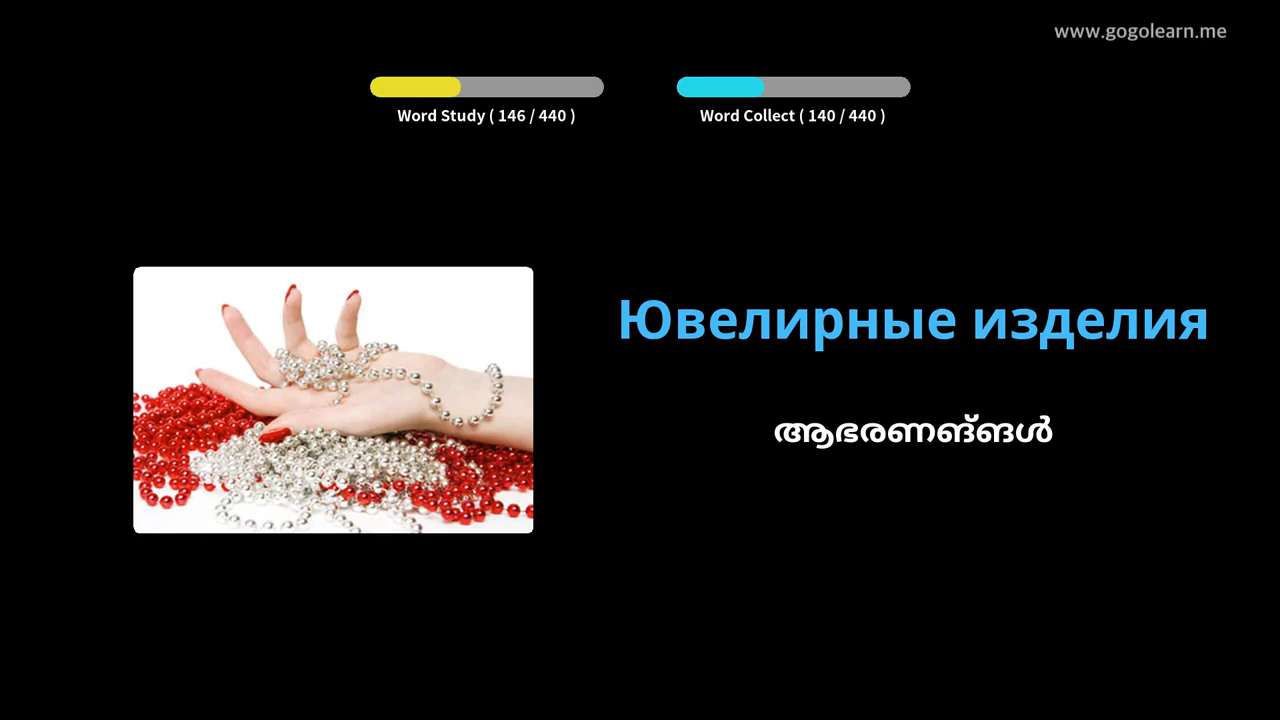 www.gogolearn.me
Word Study ( 146 / 440 )
Word Collect ( 140 / 440 )
Ювелирные изделия
ആഭരണങ്ങൾ